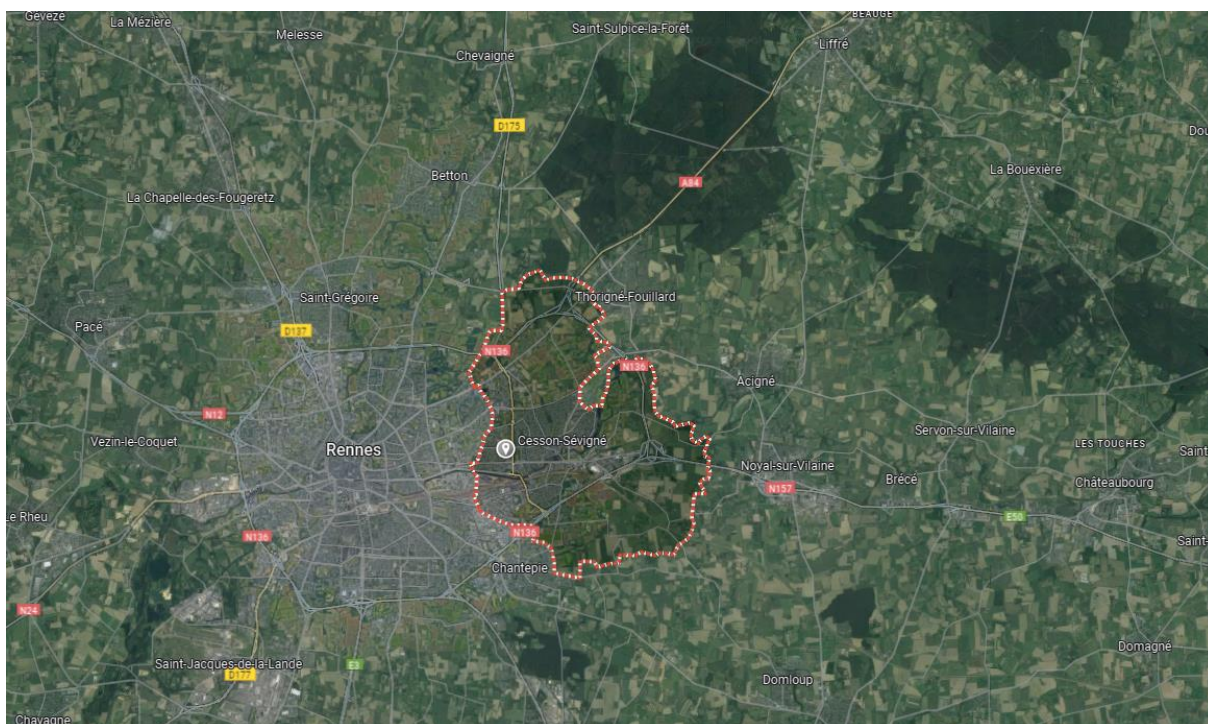 Gévezé
La Mézière
Melesse
Saint-Sulpice-la-Forêt
BEAUGÉ
Liffré
Chevaigné
D175
Betton
A84
La Bouëxière
La Chapelle-des-Fougeretz
Saint-Grégoire
Thorigné-Fouillard
Pacé
D137
N136
N136
Acigné
N12
Vezin-le-Coquet
Rennes
Cesson-Sévigné
Servon-sur-Vilaine
LES TOUCHES
Noyal-sur-Vilaine
N157
Brécé
Châteaubourg
Le Rheu
E50
N136
N136
Chantepie
N24
Saint-Jacques-de-la-Lande
D177
E3
Domloup
Domagné
Chavagne